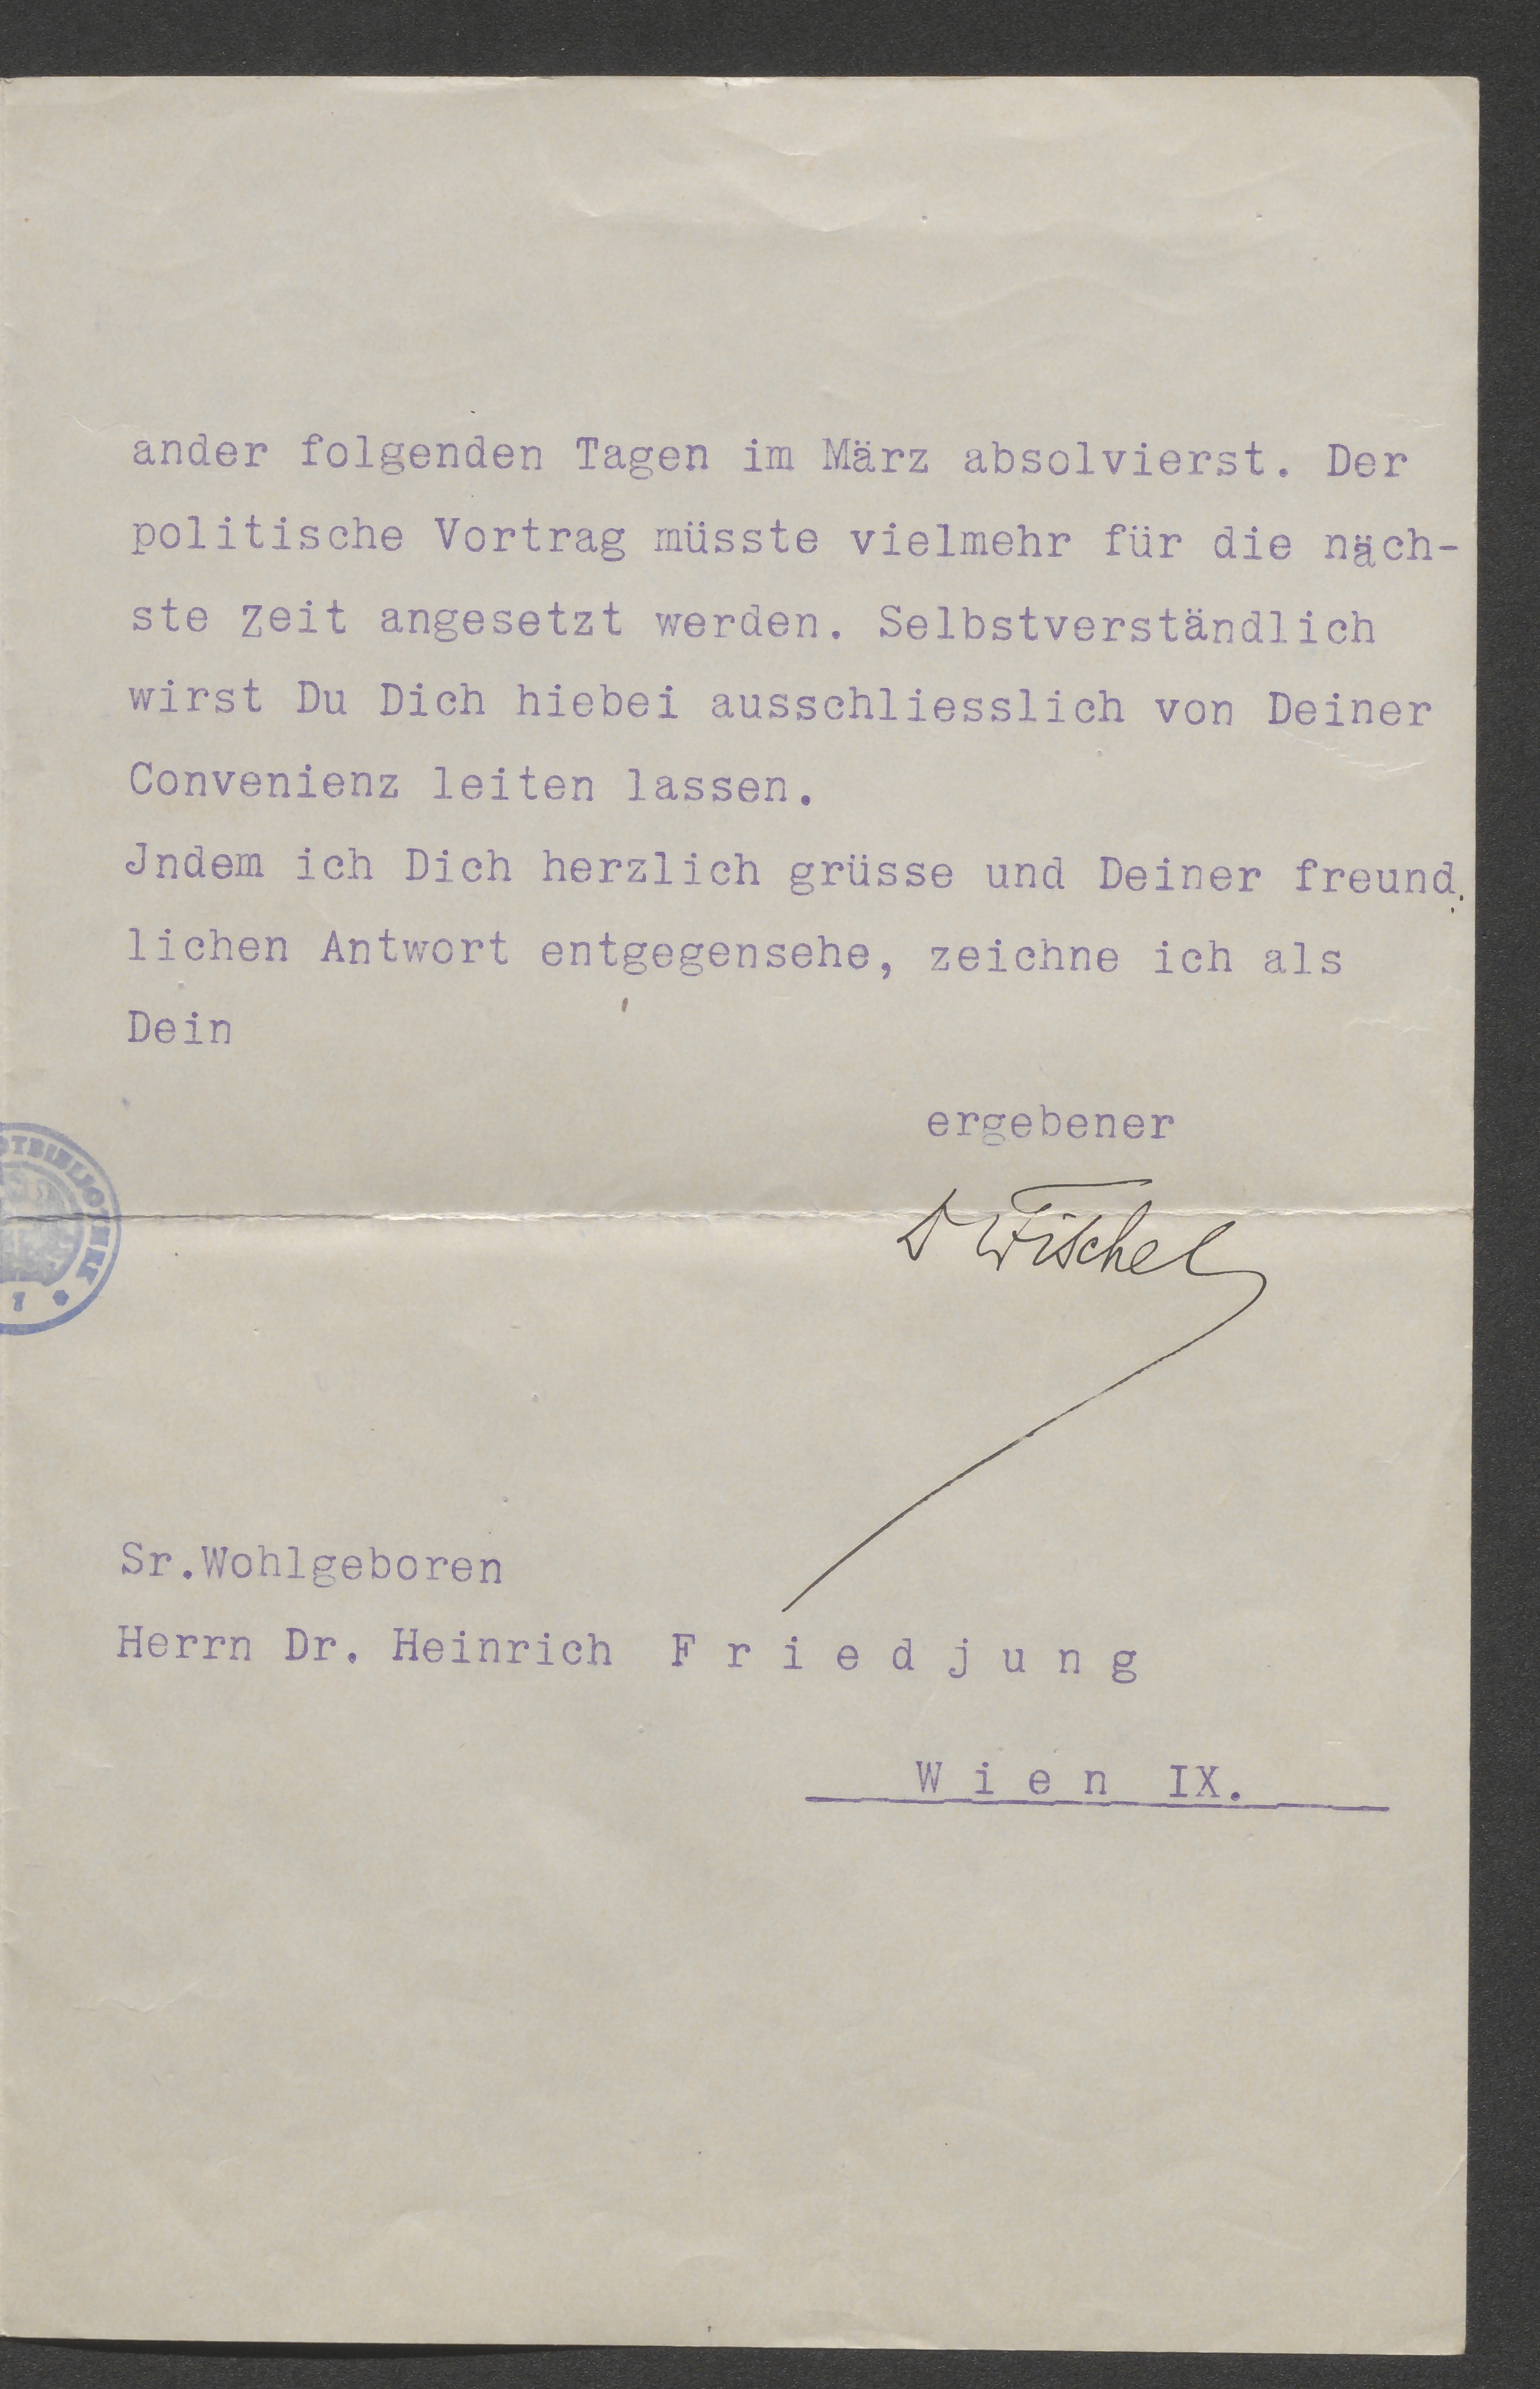 ander folgenden Tagen im März absolvierst. Der
politische Vortrag müsste vielmehr für die näch-
ste Zeit angesetzt werden. Selbstverständlich
wirst Du Dich hiebei ausschliesslich von Deiner
Convenienz leiten lassen.
Jndem ich Dich herzlich grüsse und Deiner freund.
lichen Antwort entgegensehe, zeichne ich als
Dein
ergebener
D Fischel
Sr.Wohlgeboren
Herrn Dr. Heinrich F r i e d j u n g
W i e n IX.